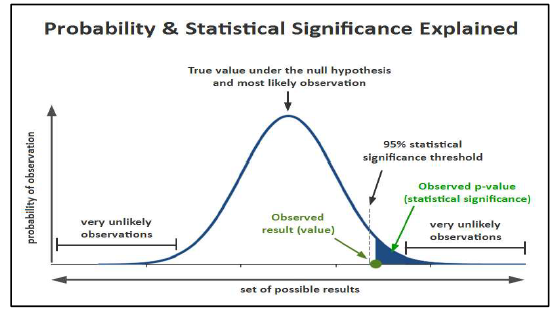 Probability & Statistical Significance Explained
True value under the null hypothesis
and most likely observation
95% statistical
significance threshold
Observed p-value
(statistical significance)
probability of observation
very unlikely
observations
Observed
result (value)
very unlikely
observations
set of possible results